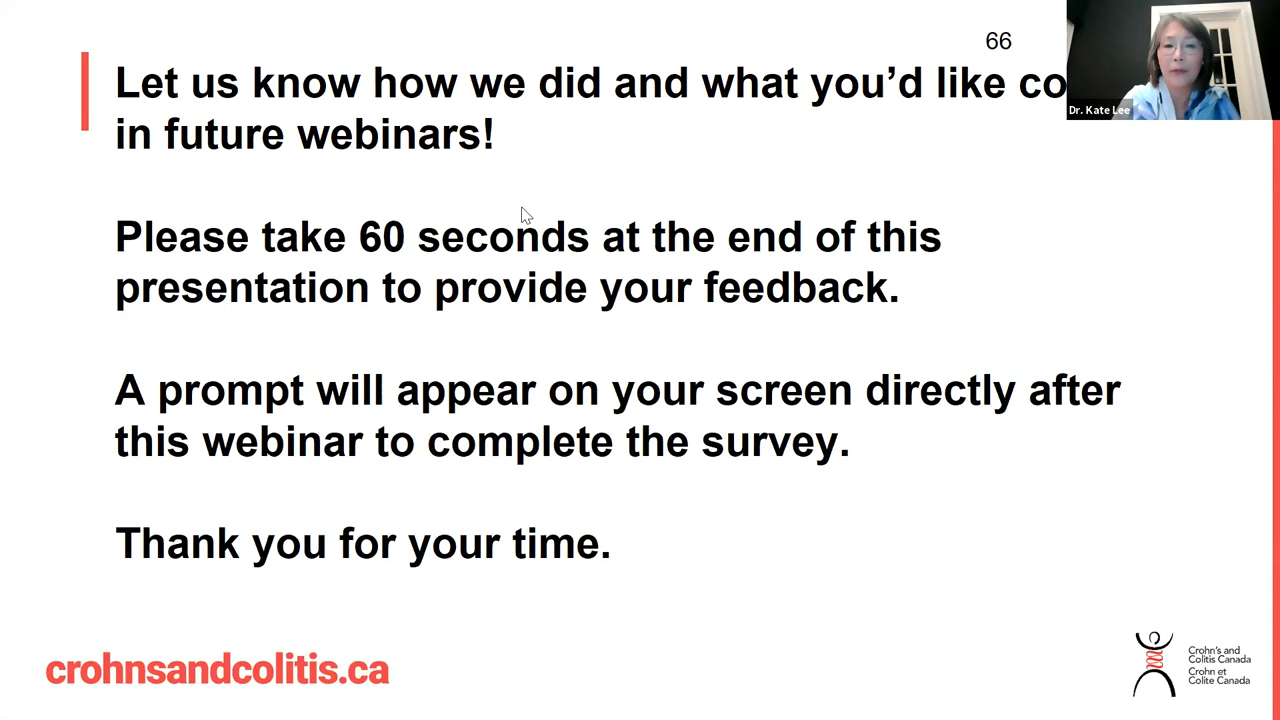 66
Let us know how we did and what you’d like co
in future webinars!
Dr. Kate Lee
Please take 60 seconds at the end of this
presentation to provide your feedback.
A prompt will appear on your screen directly after
this webinar to complete the survey.
Thank you for your time.
crohnsandcolitis.ca
Crohn's and
Colitis Canada
Crohn et
Colite Canada